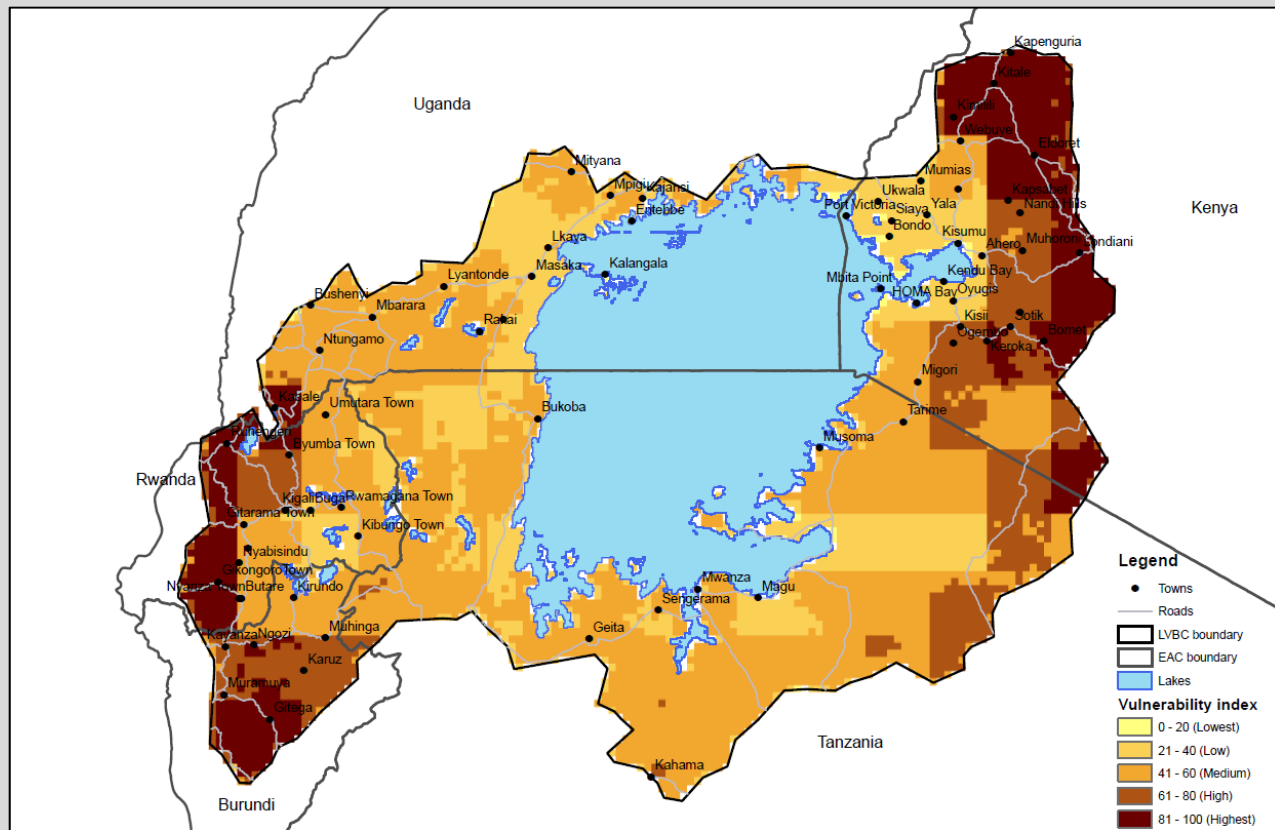 Kapenguria
Kitale
Uganda
Kimilili
Webuye
Eldoret
Mityana
Mumias
Mpigi
Kajansi
Ukwala
Kapsabet
Kenya
Port Victoria
Siaya
Yala
Nandi Hills
Entebbe
Bondo
Lkaya
Kisumu
Ahero
Muhoroni
Londiani
Masaka
Kalangala
Mbita Point
Kendu Bay
Lyantonde
HOMA Bay
Oyugis
Bushenyi
Mbarara
Rakai
Kisii
Sotik
Ogembo
Keroka
Bomet
Ntungamo
Migori
Kabale
Umutara Town
Bukoba
Tarime
Ruhengeri
Byumba Town
Musoma
Rwanda
Kigali
Buga
Rwamagana Town
Gitarama Town
Kibungo Town
Nyabisindu
Gikongoro Town
Nyanza Town
Butare
Kirundo
Mwanza
Magu
Sengerama
Kayanza
Ngozi
Muhinga
Geita
Karuz
Muramuya
Gitega
Tanzania
Kahama
Burundi
Legend
Towns
Roads
LVBC boundary
EAC boundary
Lakes
Vulnerability index
0 - 20 (Lowest)
21 - 40 (Low)
41 - 60 (Medium)
61 - 80 (High)
81 - 100 (Highest)